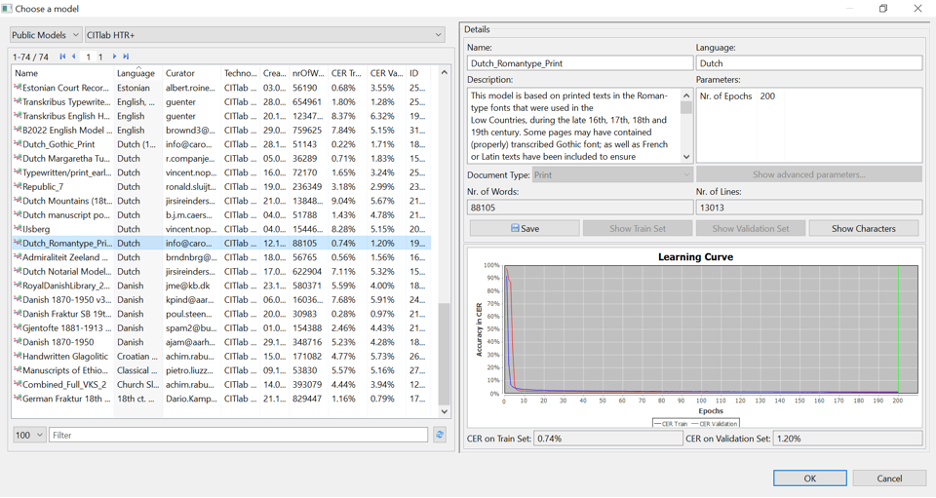 Choose a model
Public Models CITlab HTR+
1-74 / 74 1 1
Name Language Curator Techno... Crea... nrOfW... CER Tr... CER Va... ID
Estonian Court Recor... Estonian albert.roine... CITlab ... 03.0... 56190 0.68% 3.55% 25...
Transkribus Typewrite... English, ... guenter CITlab ... 28.0... 654961 1.80% 1.28% 25...
Transkribus English H... English, ... guenter CITlab ... 20.1... 12347... 8.37% 6.32% 19...
B2022 English Model ... English brownd3@... CITlab ... 29.0... 759625 7.84% 5.15% 31...
Dutch_Gothic_Print Dutch (1... info@caro... CITlab ... 28.1... 51143 0.22% 1.71% 18...
Dutch Margaretha Tu... Dutch r.companje... CITlab ... 05.0... 36289 0.71% 1.83% 15...
Typewritten/print_earl... Dutch vincent.nop... CITlab ... 16.0... 72170 1.65% 3.24% 25...
Republic_7 Dutch ronald.sluijt... CITlab ... 19.0... 236349 3.18% 2.99% 23...
Dutch Mountains (18t... Dutch jirsireinders... CITlab ... 21.0... 13848... 9.04% 5.67% 21...
Dutch manuscript po... Dutch b.j.m.caers... CITlab ... 04.0... 51788 1.43% 4.78% 21...
IJsberg Dutch vincent.nop... CITlab ... 04.0... 15446... 8.28% 5.15% 20...
Dutch_Romantype_Pri... Dutch info@caro... CITlab ... 12.1... 88105 0.74% 1.20% 19...
Admiraliteit Zeeland ... Dutch brndnbrg@... CITlab ... 18.0... 56765 0.56% 1.56% 16...
Dutch Notarial Model... Dutch jirsireinders... CITlab ... 17.0... 622904 7.11% 5.32% 15...
RoyalDanishLibrary_2... Danish jme@kb.dk CITlab ... 23.1... 580371 5.59% 4.00% 18...
Danish 1870-1950 v3... Danish kpind@aar... CITlab ... 06.0... 16036... 7.68% 5.91% 24...
Danish Fraktur SB 19t... Danish poul.steen... CITlab ... 20.0... 30983 0.28% 0.97% 21...
Gjentofte 1881-1913 ... Danish spam2@bu... CITlab ... 01.0... 154388 2.46% 4.43% 21...
Danish 1870-1950 Danish ajam@aarh... CITlab ... 29.1... 348716 5.23% 4.28% 18...
Handwritten Glagolitic Croatian ... achim.rabu... CITlab ... 15.0... 171082 4.77% 5.73% 26...
Manuscripts of Ethio... Classical ... pietro.liuzz... CITlab ... 09.1... 53830 5.57% 5.16% 27...
Combined_Full_VKS_2 Church Sl... achim.rabu... CITlab ... 14.0... 393079 4.44% 3.94% 12...
German Fraktur 18th ... 18th ct. ... Dario.Kamp... CITlab ... 21.1... 829447 1.16% 0.79% 17...
100 Filter
Details
Name: Language:
Dutch_Romantype_Print Dutch
Description: Parameters:
This model is based on printed texts in the Roman-
type fonts that were used in the
Low Countries, during the late 16th, 17th, 18th and
19th century. Some pages may have contained
(properly) transcribed Gothic font; as well as French
or Latin texts have been included to ensure
Nr. of Epochs 200
Document Type: Print Show advanced parameters...
Nr. of Words: Nr. of Lines:
88105 13013
Save Show Train Set Show Validation Set Show Characters
Learning Curve
Accuracy in CER
100%
90%
80%
70%
60%
50%
40%
30%
20%
10%
0%
0 10 20 30 40 50 60 70 80 90 100 110 120 130 140 150 160 170 180 190 200
Epochs
CER Train CER Validation
CER on Train Set: 0.74% CER on Validation Set: 1.20%
OK Cancel